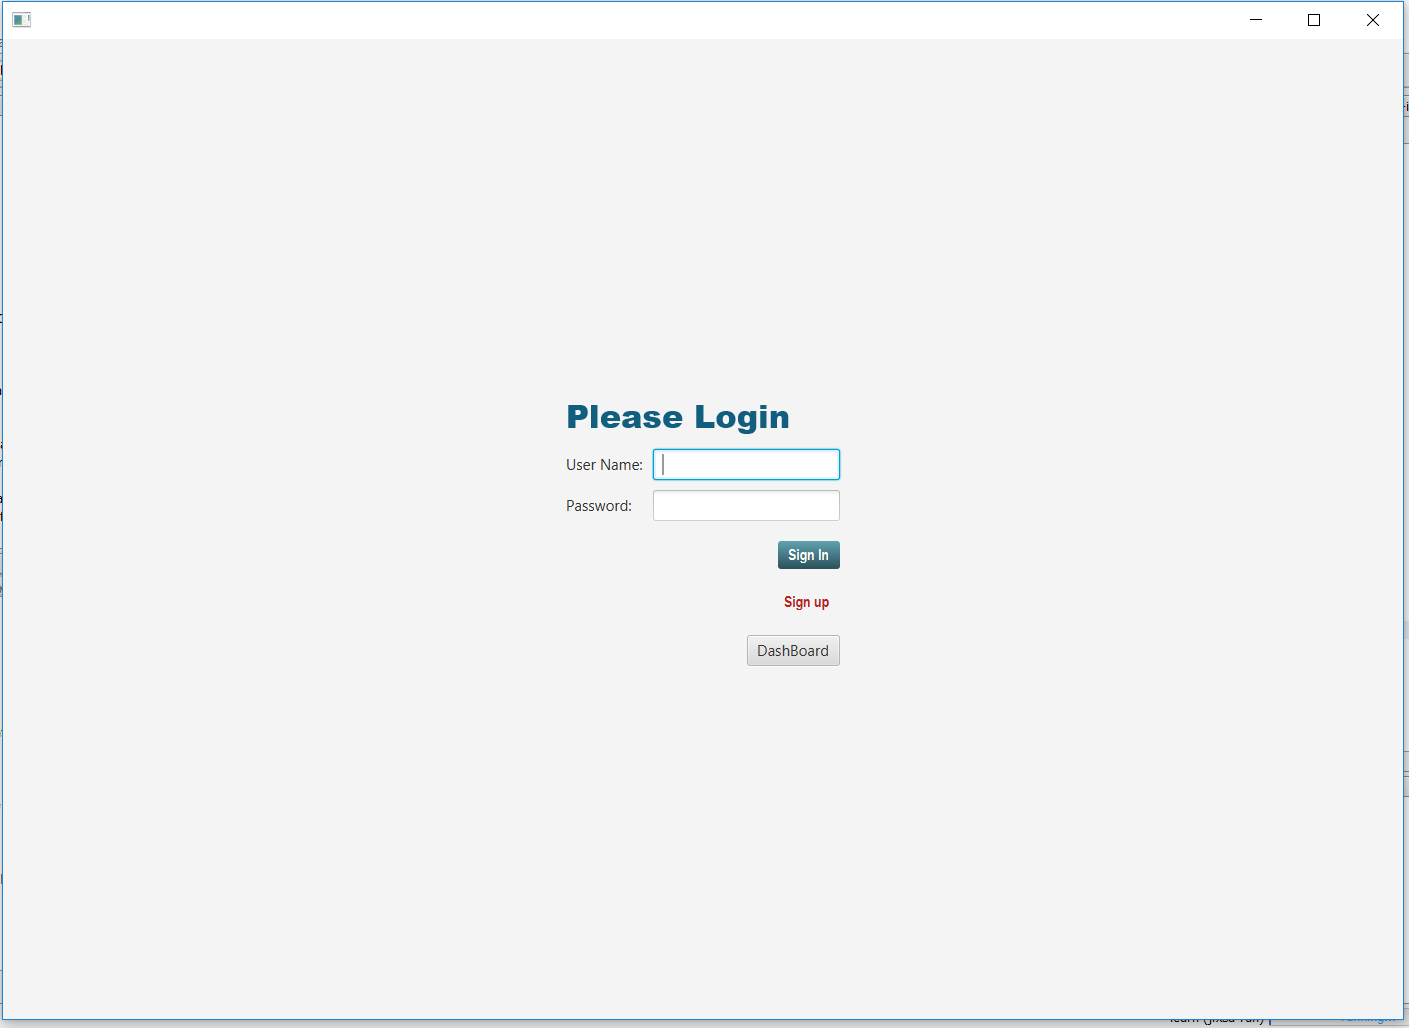 Please Login
User Name:
Password:
Sign In
Sign up
DashBoard